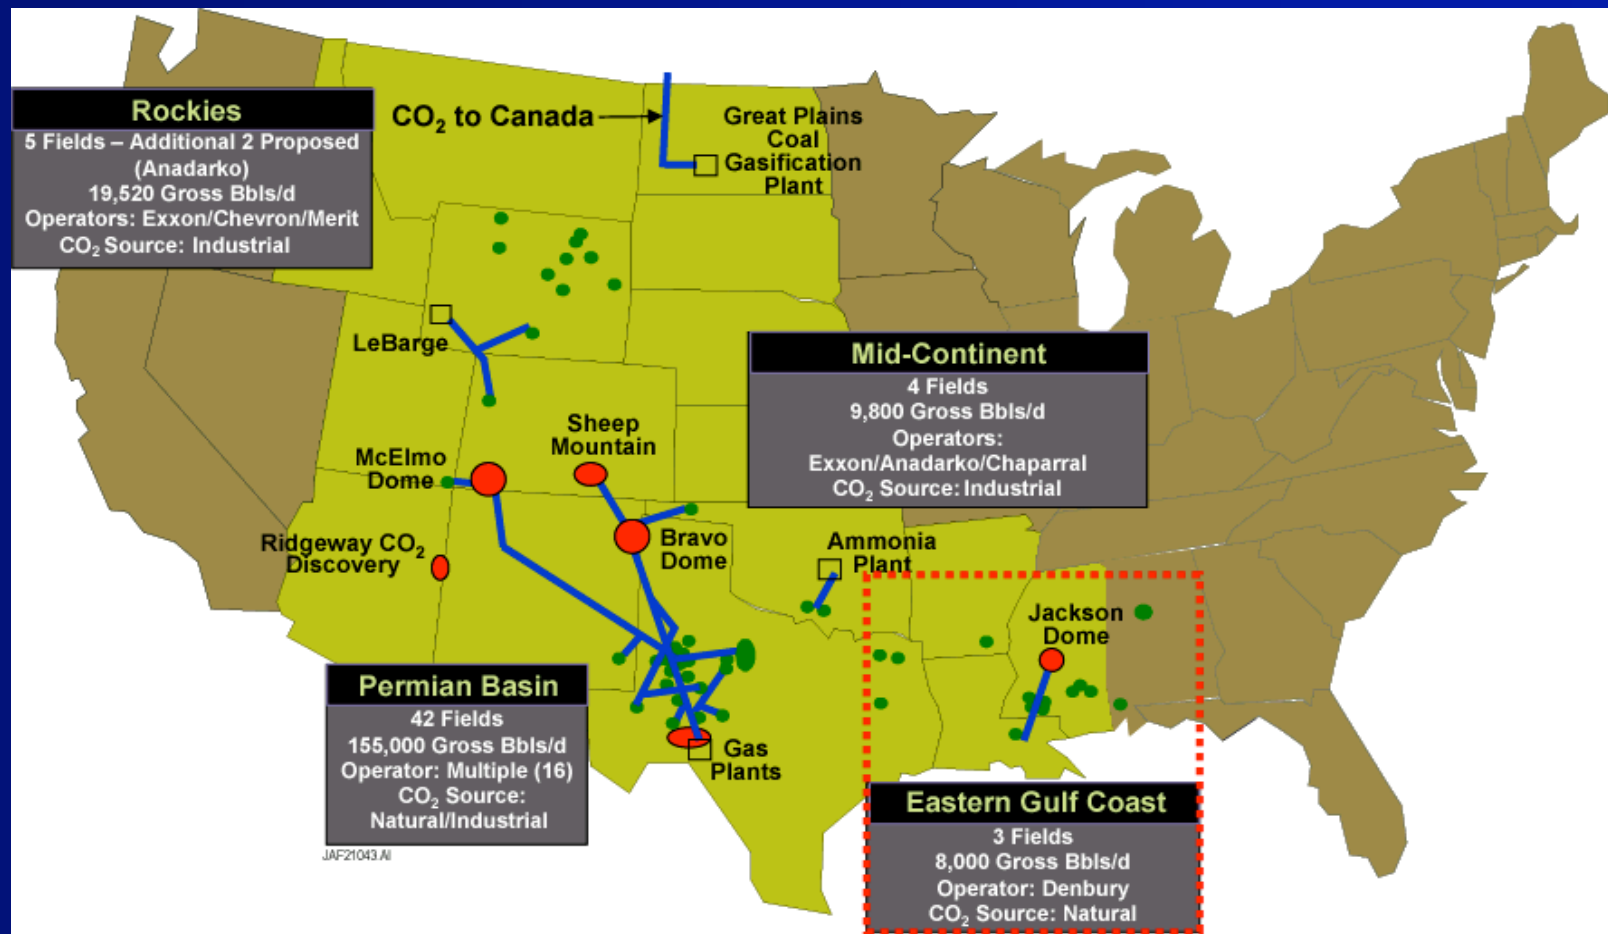 Rockies
5 Fields – Additional 2 Proposed
(Anadarko)
19,520 Gross Bbls/d
Operators: Exxon/Chevron/Merit
CO₂ Source: Industrial
CO₂ to Canada
Great Plains
Coal
Gasification
Plant
LeBarge
Mid-Continent
4 Fields
9,800 Gross Bbls/d
Operators:
Exxon/Anadarko/Chaparral
CO₂ Source: Industrial
Sheep
Mountain
McElmo
Dome
Ridgeway CO₂
Discovery
Bravo
Dome
Ammonia
Plant
Jackson
Dome
Permian Basin
42 Fields
155,000 Gross Bbls/d
Operator: Multiple (16)
CO₂ Source:
Natural/Industrial
Gas
Plants
Eastern Gulf Coast
3 Fields
8,000 Gross Bbls/d
Operator: Denbury
CO₂ Source: Natural
JAF21043.AI